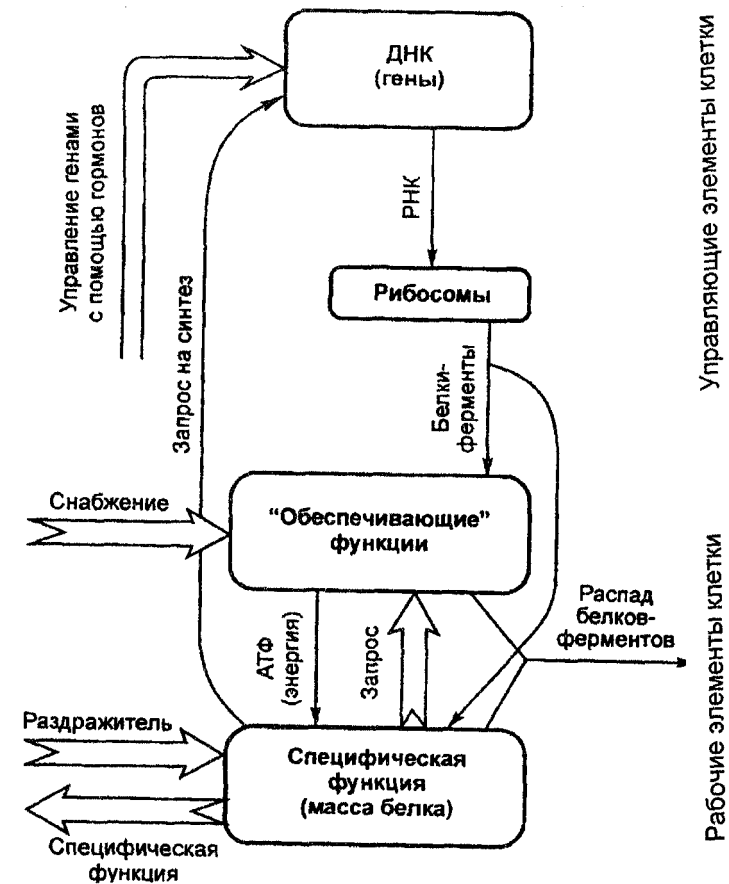 ДНК
(гены)
Управляющие элементы клетки
Управление генами
с помощью гормонов
РНК
Запрос на синтез
Рибосомы
Белки-
ферменты
Снабжение
“Обеспечивающие”
функции
Рабочие элементы клетки
Распад
белков-
ферментов
АТФ
(энергия)
Запрос
Раздражитель
Специфическая
функция
(масса белка)
Специфическая
функция